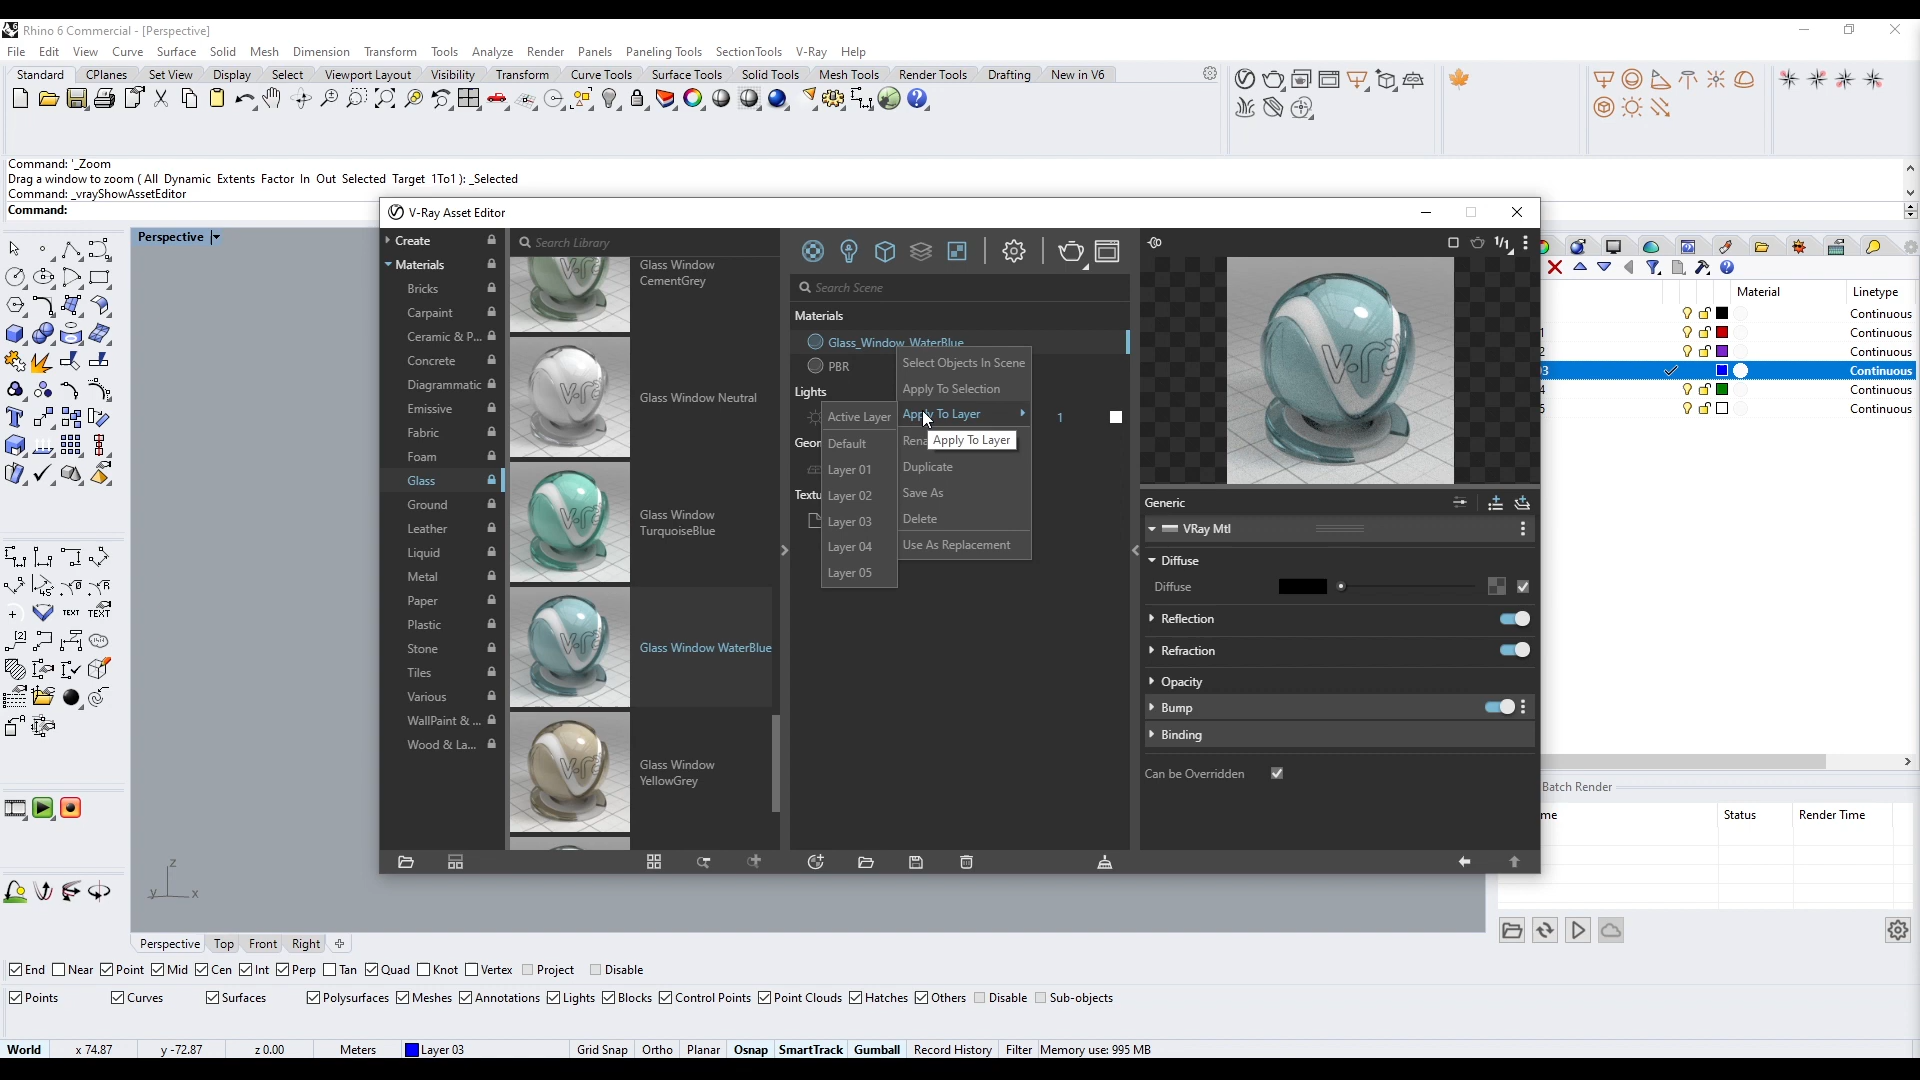 Rhino 6 Commercial - [Perspective]
File Edit View Curve Surface Solid Mesh Dimension Transform Tools Analyze Render Panels Paneling Tools SectionTools V-Ray Help
Standard CPlanes Set View Display Select Viewport Layout Visibility Transform Curve Tools Surface Tools Solid Tools Mesh Tools Render Tools Drafting New in V6
Command: '_Zoom
Drag a window to zoom ( All Dynamic Extents Factor In Out Selected Target 1To1 ): _Selected
Command: _vrayShowAssetEditor
Command:
Perspective
V-Ray Asset Editor
Create
Materials
Bricks
Carpaint
Ceramic & P...
Concrete
Diagrammatic
Emissive
Fabric
Foam
Glass
Ground
Leather
Liquid
Metal
Paper
Plastic
Stone
Tiles
Various
WallPaint & ...
Wood & La...
Search Library
Glass Window
CementGrey
Glass Window Neutral
Glass Window
TurquoiseBlue
Glass Window WaterBlue
Glass Window
YellowGrey
Search Scene
Materials
Glass_Window_WaterBlue
PBR
Lights
1
Select Objects In Scene
Apply To Selection
Apply To Layer
Apply To Layer
Duplicate
Save As
Delete
Use As Replacement
Active Layer
Default
Layer 01
Layer 02
Layer 03
Layer 04
Layer 05
1/1
Generic
VRay Mtl
Diffuse
Diffuse
Reflection
Refraction
Opacity
Bump
Binding
Can be Overridden
Material Linetype
Continuous
1 Continuous
2 Continuous
3 Continuous
4 Continuous
5 Continuous
Batch Render
me Status Render Time
z
y x
Perspective Top Front Right
End Near Point Mid Cen Int Perp Tan Quad Knot Vertex Project Disable
Points Curves Surfaces Polysurfaces Meshes Annotations Lights Blocks Control Points Point Clouds Hatches Others Disable Sub-objects
World x 74.87 y -72.87 z 0.00 Meters Layer 03 Grid Snap Ortho Planar Osnap SmartTrack Gumball Record History Filter Memory use: 995 MB